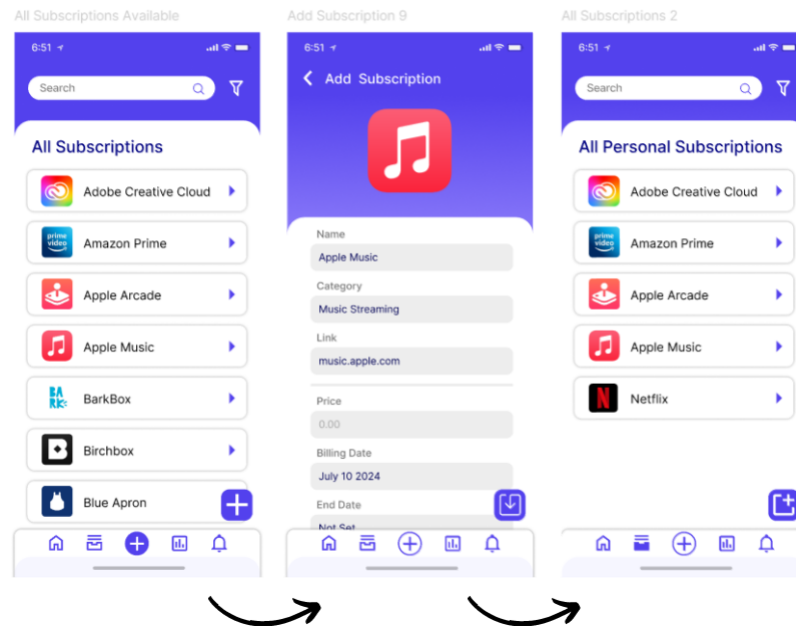 All Subscriptions Available
6:51
Search
All Subscriptions
Adobe Creative Cloud
prime video
Amazon Prime
Apple Arcade
Apple Music
BARK
BarkBox
Birchbox
Blue Apron
Add Subscription 9
6:51
Add Subscription
Name
Apple Music
Category
Music Streaming
Link
music.apple.com
Price
0.00
Billing Date
July 10 2024
End Date
Not Set
All Subscriptions 2
6:51
Search
All Personal Subscriptions
Adobe Creative Cloud
prime video
Amazon Prime
Apple Arcade
Apple Music
N
Netflix